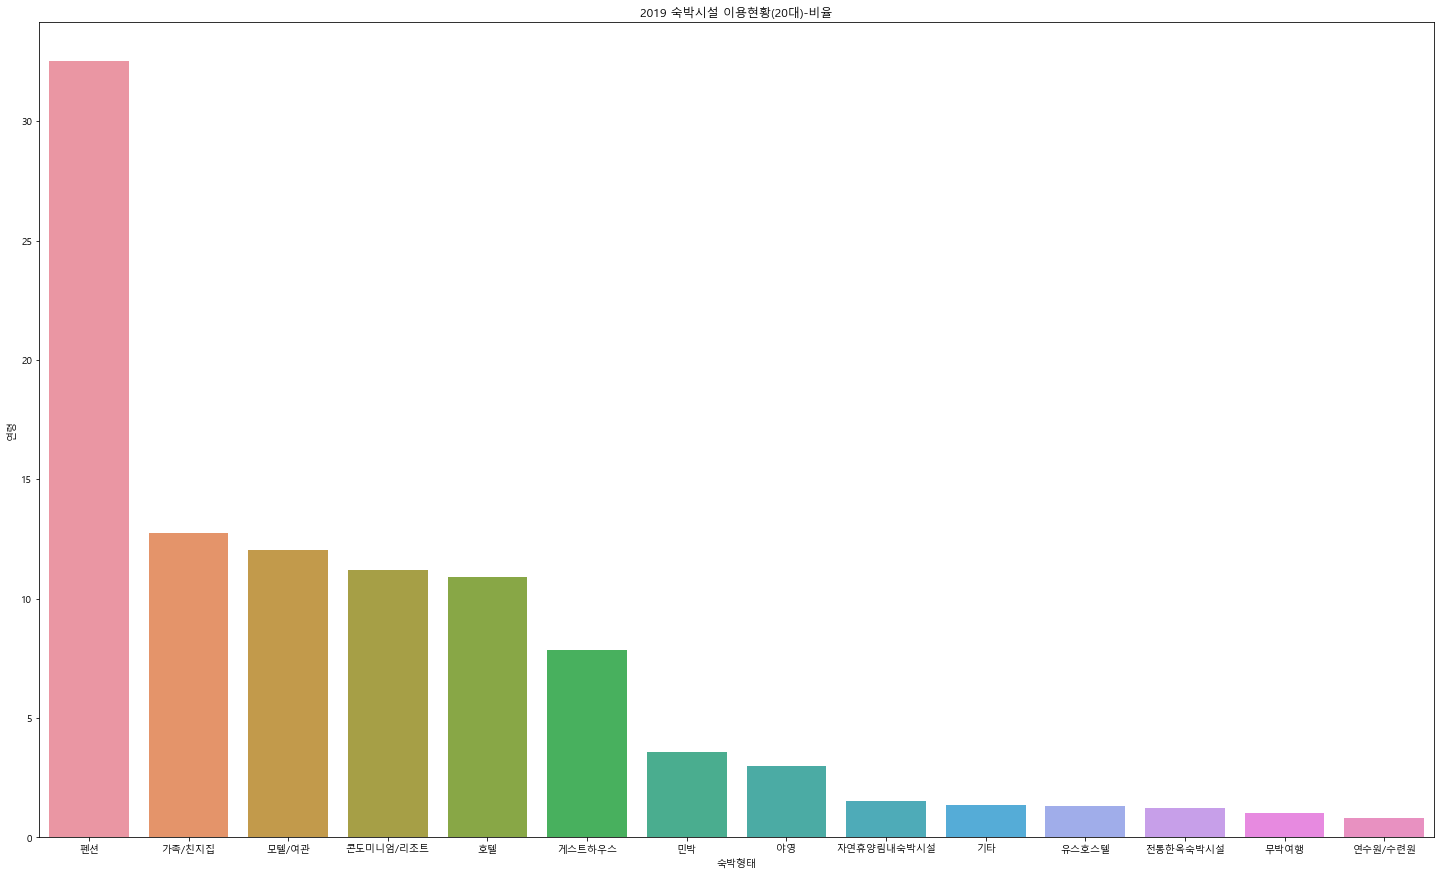 2019 숙박시설 이용현황(20대)-비율
연령
30
25
20
15
10
5
0
펜션
가족/친지집
모텔/여관
콘도미니엄/리조트
호텔
게스트하우스
민박
야영
자연휴양림내숙박시설
기타
유스호스텔
전통한옥숙박시설
무박여행
연수원/수련원
숙박형태